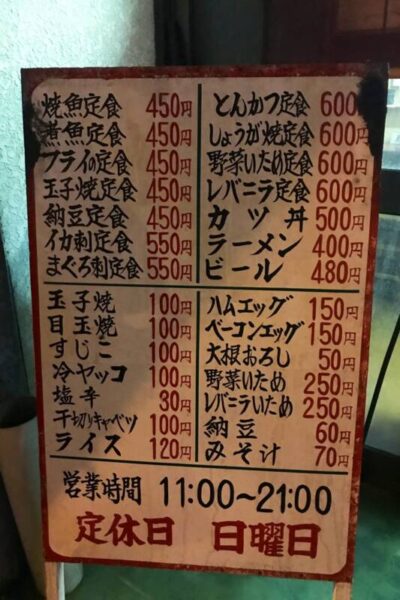 焼魚定食 450円
煮魚定食 450円
フライの定食 450円
玉子焼定食 450円
納豆定食 450円
イカ刺定食 550円
まぐろ刺定食 550円
とんかつ定食 600
しょうが焼定食 600円
野菜いため定食 600円
レバニラ定食 600円
カツ丼 500円
ラーメン 400円
ビール 480円
玉子焼 100円
目玉焼 100円
すじこ 100円
冷ヤッコ 100円
塩辛 30円
千切りキャベツ 100円
ライス 120円
ハムエッグ 150円
ベーコンエッグ 150円
大根おろし 50円
野菜いため 250円
レバニラいため 250円
納豆 60円
みそ汁 70円
営業時間 11:00~21:00
定休日 日曜日